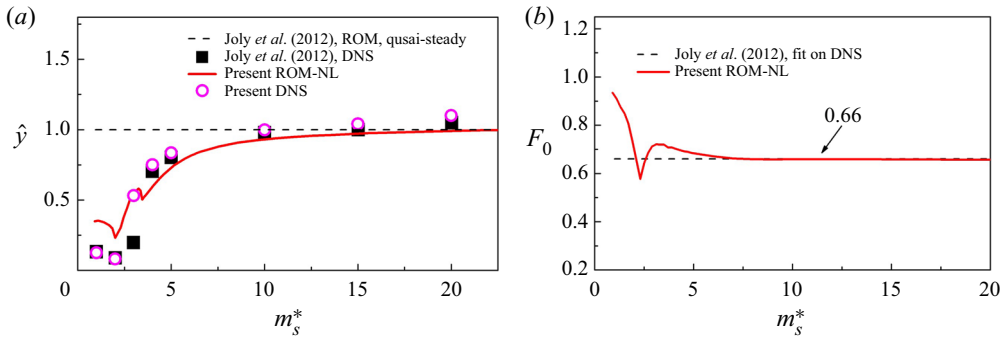 (a)
1.5
1.0
0.5
0
5
10
15
20
ŷ
m*s
Joly et al. (2012), ROM, qusai-steady
Joly et al. (2012), DNS
Present ROM-NL
Present DNS
(b)
1.2
1.0
0.8
0.6
0.4
0.2
0
5
10
15
20
F0
m*s
Joly et al. (2012), fit on DNS
Present ROM-NL
0.66